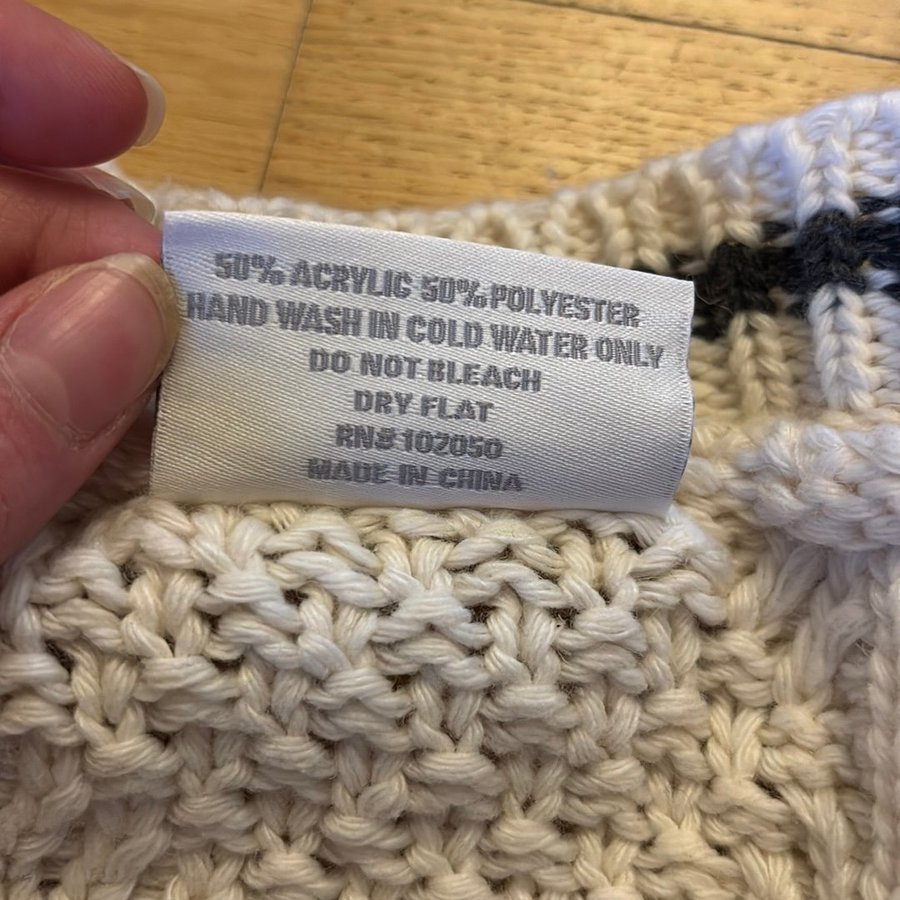 50% ACRYLIC 50% POLYESTER
HAND WASH IN COLD WATER ONLY
DO NOT BLEACH
DRY FLAT
RN# 102050
MADE IN CHINA